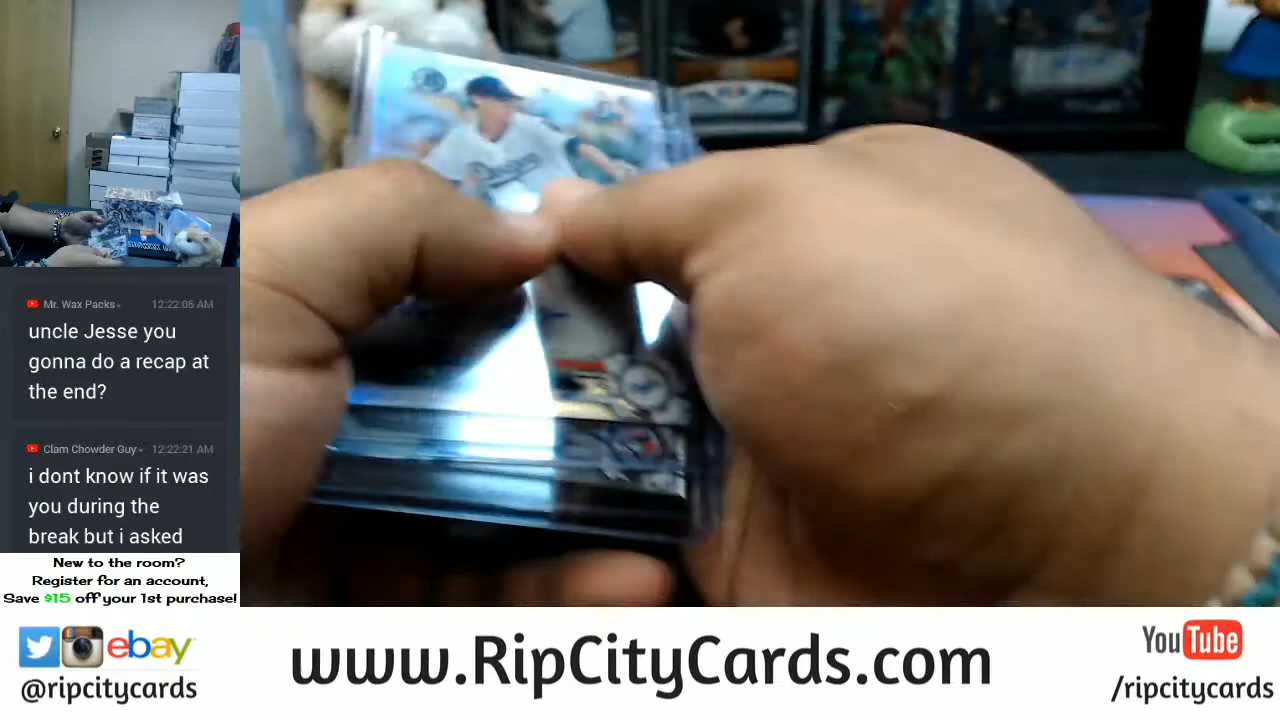 Mr. Wax Packs 12:22:05 AM
uncle Jesse you
gonna do a recap at
the end?
Clam Chowder Guy 12:22:21 AM
i dont know if it was
you during the
break but i asked
New to the room?
Register for an account,
Save $15 off your 1st purchase!
ebay
@ripcitycards
www.RipCityCards.com
YouTube
/ripcitycards